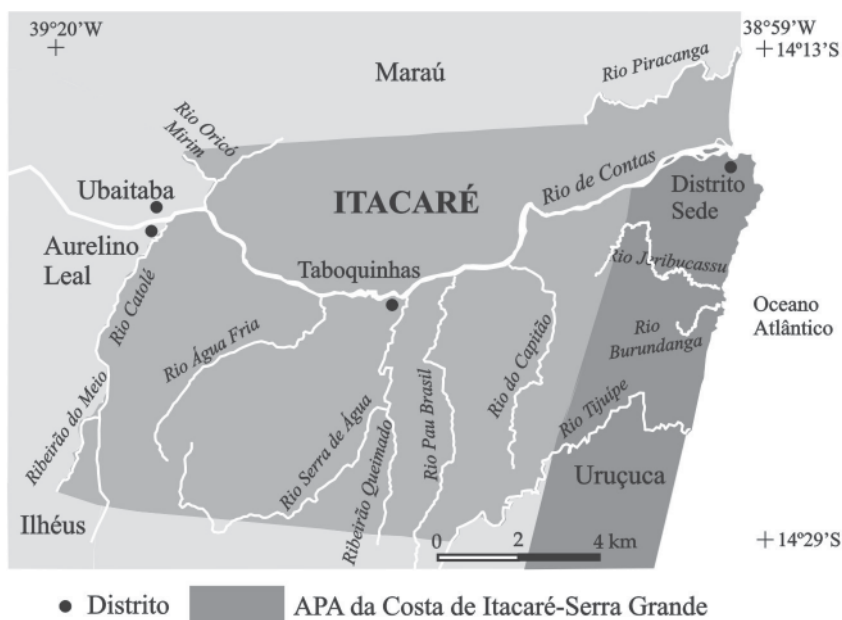 39°20'W
38°59'W
14°13'S
Maraú
Rio Piracanga
Rio Oricó
Mirim
Rio de Contas
Ubaitaba
ITACARÉ
Distrito
Sede
Aurelino
Leal
Taboquinhas
Rio Jeribucassu
Rio Catolé
Rio Água Fria
Oceano
Atlântico
Rio
Burundanga
Rio do Capitão
Ribeirão do Meio
Rio Serra de Água
Ribeirão Queimado
Rio Pau Brasil
Rio Tijuipe
Uruçuca
Ilhéus
0 2 4 km
14°29'S
Distrito
APA da Costa de Itacaré-Serra Grande